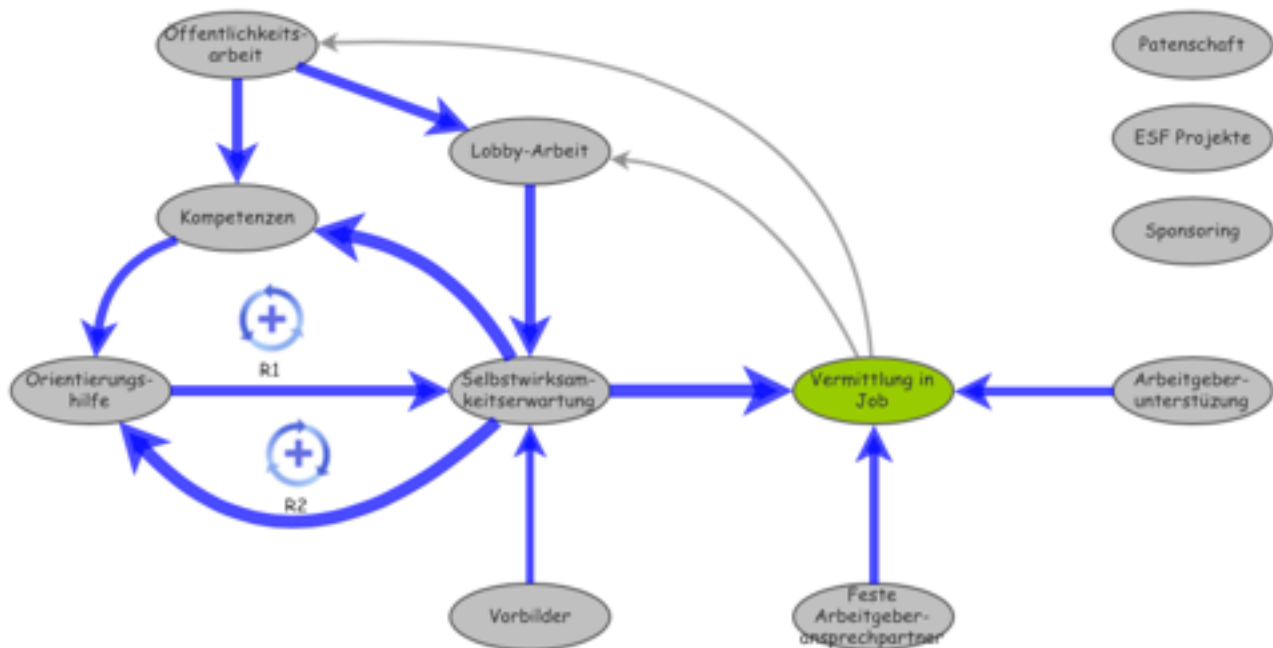 Öffentlichkeits-
arbeit
Patenschaft
Lobby-Arbeit
ESF Projekte
Kompetenzen
Sponsoring
R1
Orientierungs-
hilfe
Selbstwirksam-
keitserwartung
Vermittlung in
Job
Arbeitgeber-
unterstüzung
R2
Vorbilder
Feste
Arbeitgeber-
ansprechpartner